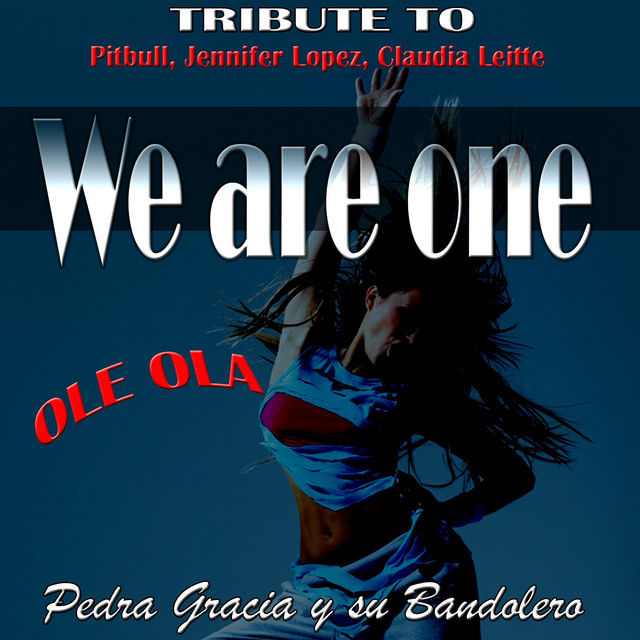 TRIBUTE TO
Pitbull, Jennifer Lopez, Claudia Leitte
We are one
OLE OLA
Pedra Gracia y su Bandolero